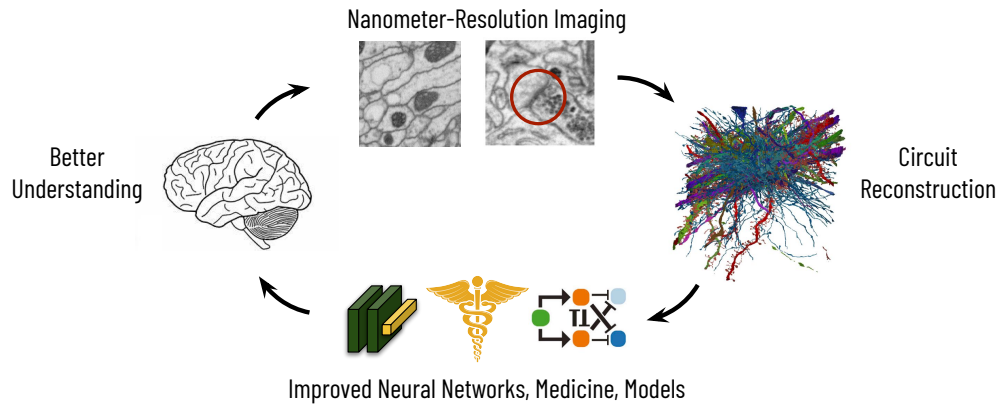 Nanometer-Resolution Imaging
Better
Understanding
Circuit
Reconstruction
Improved Neural Networks, Medicine, Models